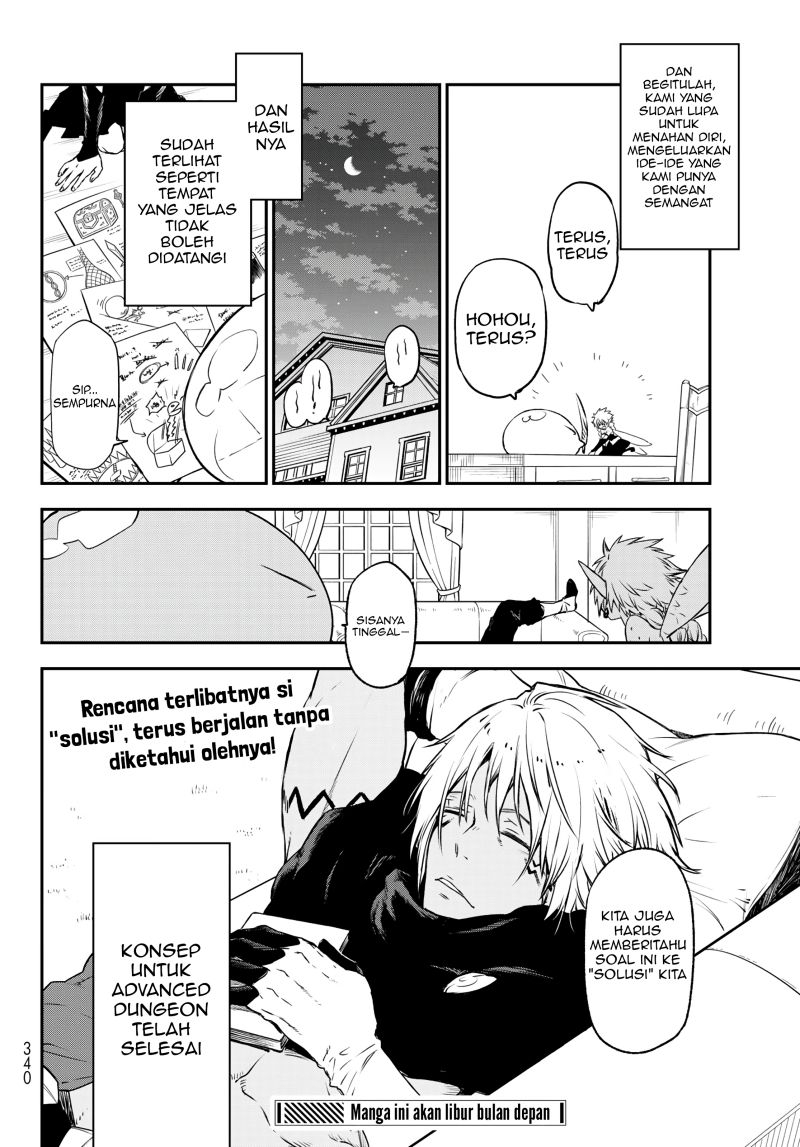 DAN
BEGITULAH,
KAMI YANG
SUDAH LUPA
UNTUK
MENAHAN DIRI,
MENGELUARKAN
IDE-IDE YANG
KAMI PUNYA
DENGAN
SEMANGAT
TERUS,
TERUS
HOHOU,
TERUS?
DAN
HASIL
NYA
SUDAH
TERLIHAT
SEPERTI
TEMPAT
YANG JELAS
TIDAK
BOLEH
DIDATANGI
SIP...
SEMPURNA
SISANYA
TINGGAL—
Rencana terlibatnya si
"solusi", terus berjalan tanpa
diketahui olehnya!
KITA JUGA
HARUS
MEMBERITAHU
SOAL INI KE
"SOLUSI" KITA
KONSEP
UNTUK
ADVANCED
DUNGEON
TELAH
SELESAI
340
Manga ini akan libur bulan depan